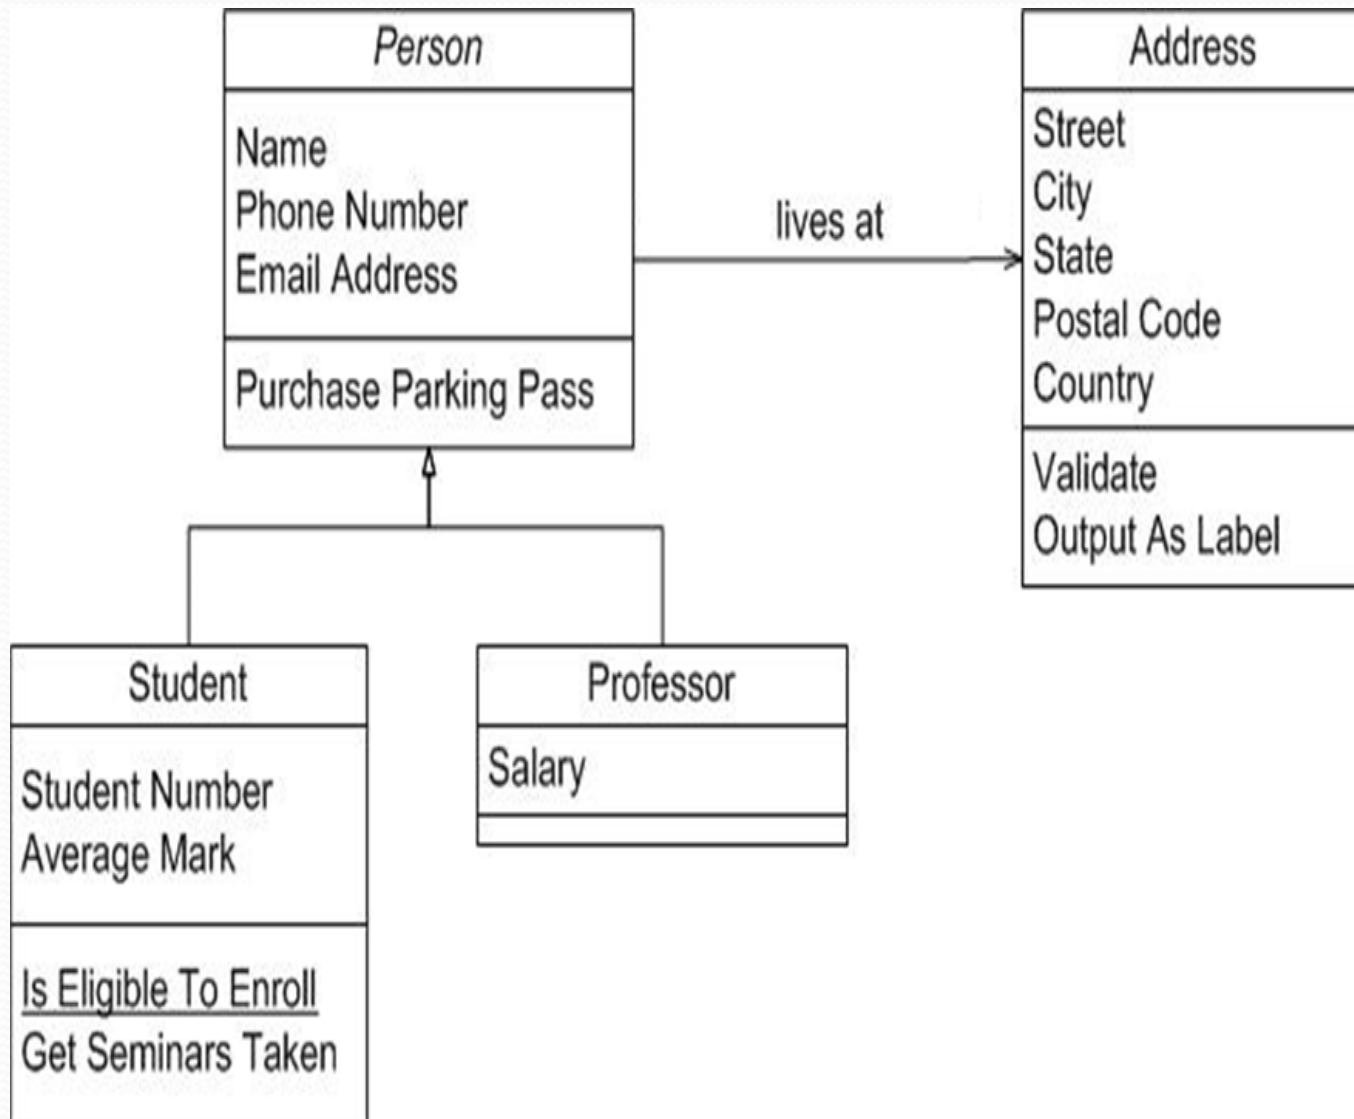 Person
Name
Phone Number
Email Address
Purchase Parking Pass
lives at
Address
Street
City
State
Postal Code
Country
Validate
Output As Label
Student
Student Number
Average Mark
Is Eligible To Enroll
Get Seminars Taken
Professor
Salary